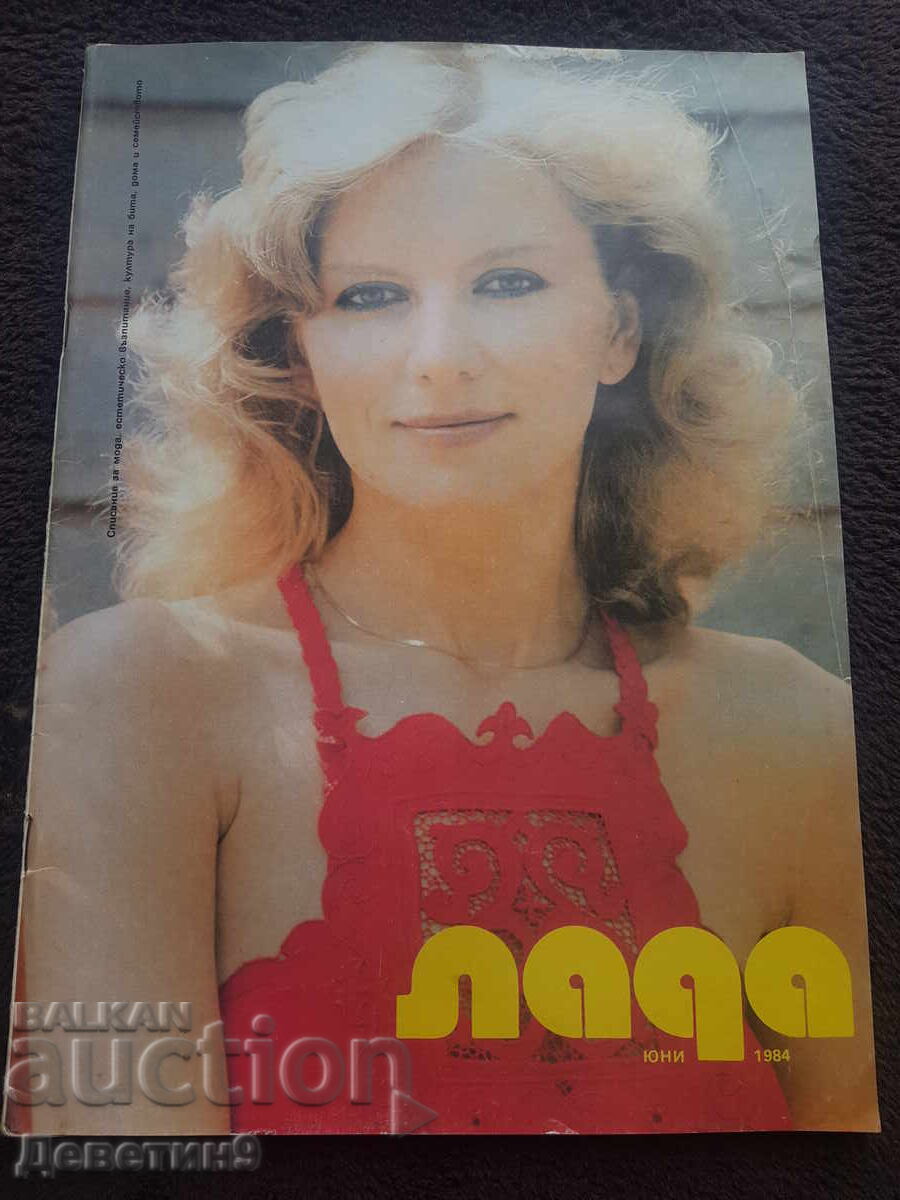 Списание за мода, естетическо възпитание, култура на бита, дома и семейството
лада
ЮНИ 1984
BALKAN
auction
Деветин9